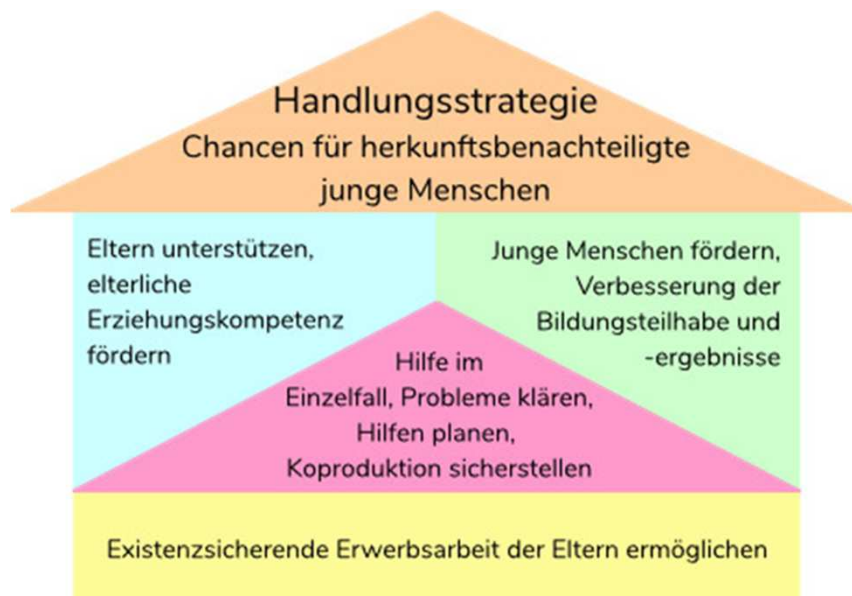 Handlungsstrategie
Chancen für herkunftsbenachteiligte
junge Menschen
Eltern unterstützen,
elterliche
Erziehungskompetenz
fördern
Junge Menschen fördern,
Verbesserung der
Bildungsteilhabe und
-ergebnisse
Hilfe im
Einzelfall, Probleme klären,
Hilfen planen,
Koproduktion sicherstellen
Existenzsicherende Erwerbsarbeit der Eltern ermöglichen